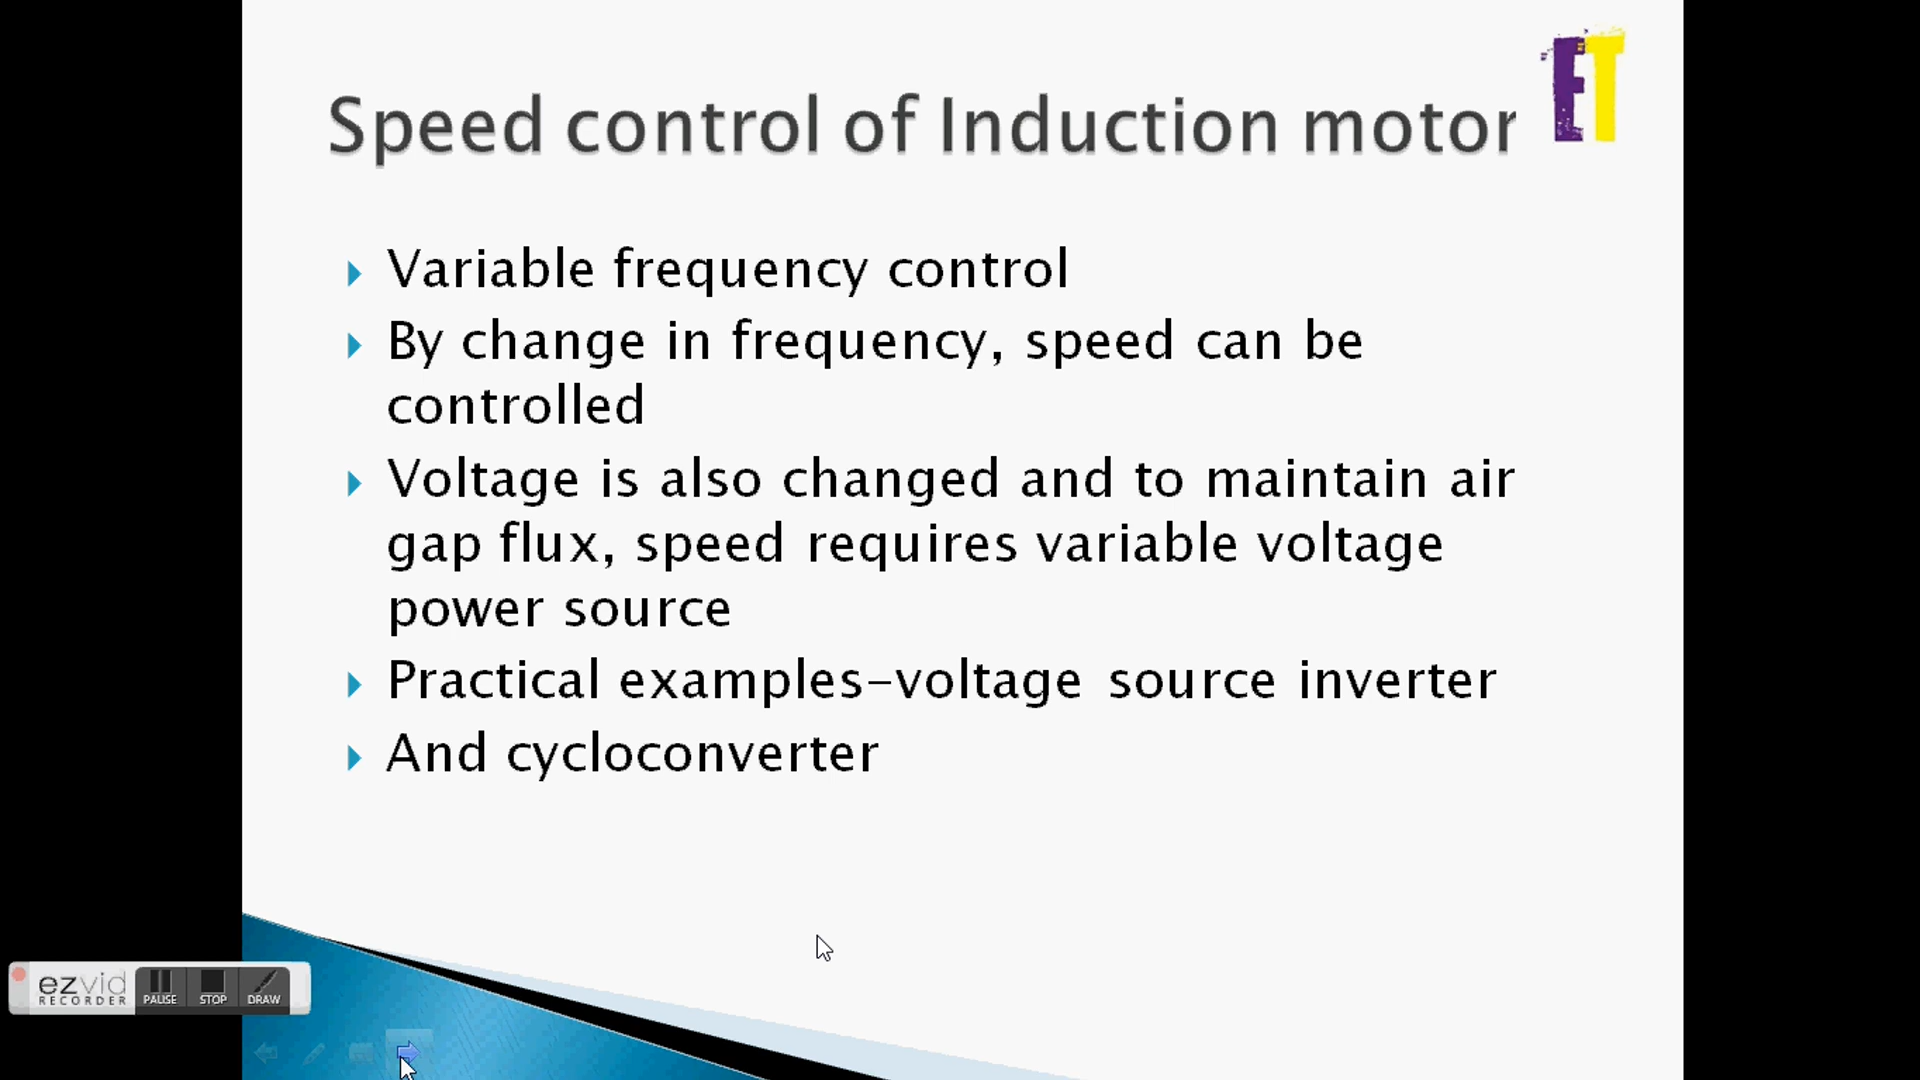 ET
Speed control of Induction motor
Variable frequency control
By change in frequency, speed can be
controlled
Voltage is also changed and to maintain air
gap flux, speed requires variable voltage
power source
Practical examples-voltage source inverter
And cycloconverter
ezvid
RECORDER
PAUSE
STOP
DRAW